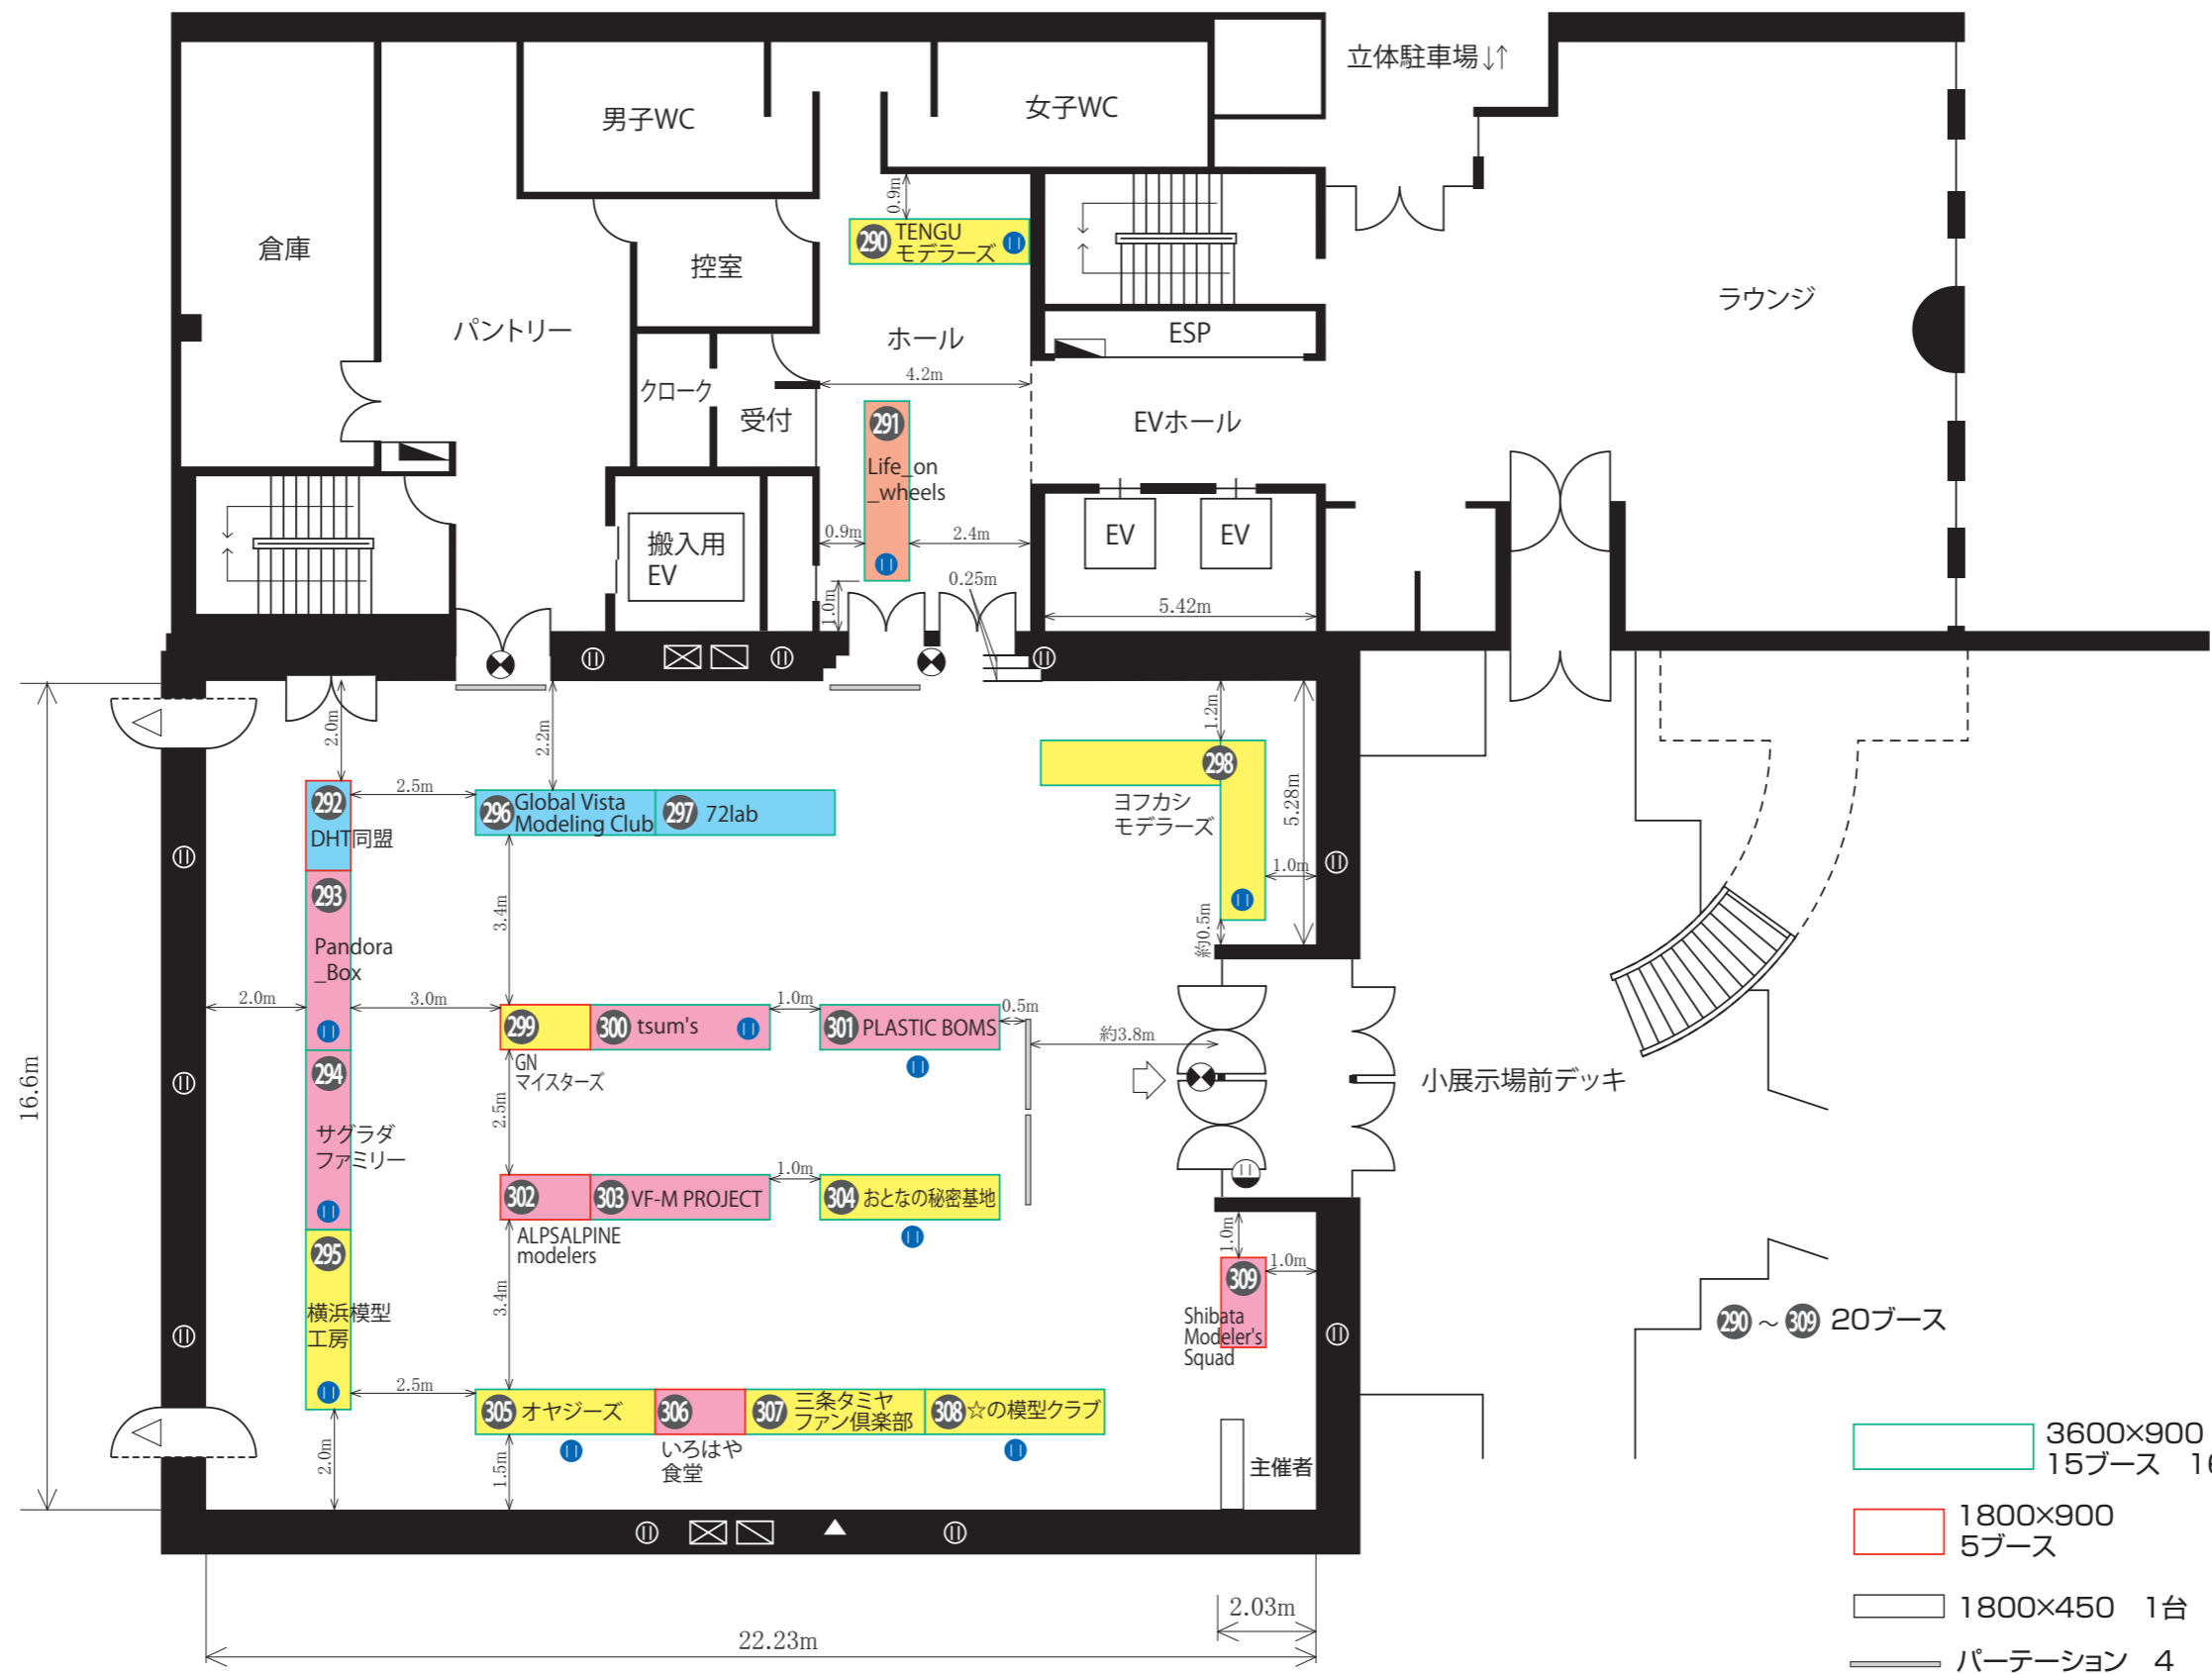 立体駐車場↓↑
男子WC
女子WC
0.9m
290 TENGU
モデラーズ
倉庫
控室
ラウンジ
パントリー
ホール
ESP
4.2m
クローク
受付
291
Life_on
_wheels
EVホール
搬入用
EV
EV
EV
0.9m
2.4m
0.25m
1.0m
5.42m
2.0m
2.2m
1.2m
298
ヨフカシ
モデラーズ
5.28m
1.0m
約0.5m
292
DHT同盟
2.5m
296 Global Vista
Modeling Club
297 72lab
293
Pandora
_Box
3.4m
2.0m
3.0m
299
GN
マイスターズ
300 tsum's
1.0m
301 PLASTIC BOMS
0.5m
約3.8m
16.6m
294
サグラダ
ファミリー
2.5m
小展示場前デッキ
302
ALPSALPINE
modelers
303 VF-M PROJECT
1.0m
304 おとなの秘密基地
295
横浜模型
工房
3.4m
1.0m
309
1.0m
Shibata
Modeler's
Squad
290 ～ 309 20ブース
2.5m
305 オヤジーズ
306
いろはや
食堂
307 三条タミヤ
ファン倶楽部
308 ☆の模型クラブ
2.0m
1.5m
主催者
3600×900
15ブース 16
1800×900
5ブース
1800×450 1台
パーテーション 4
2.03m
22.23m